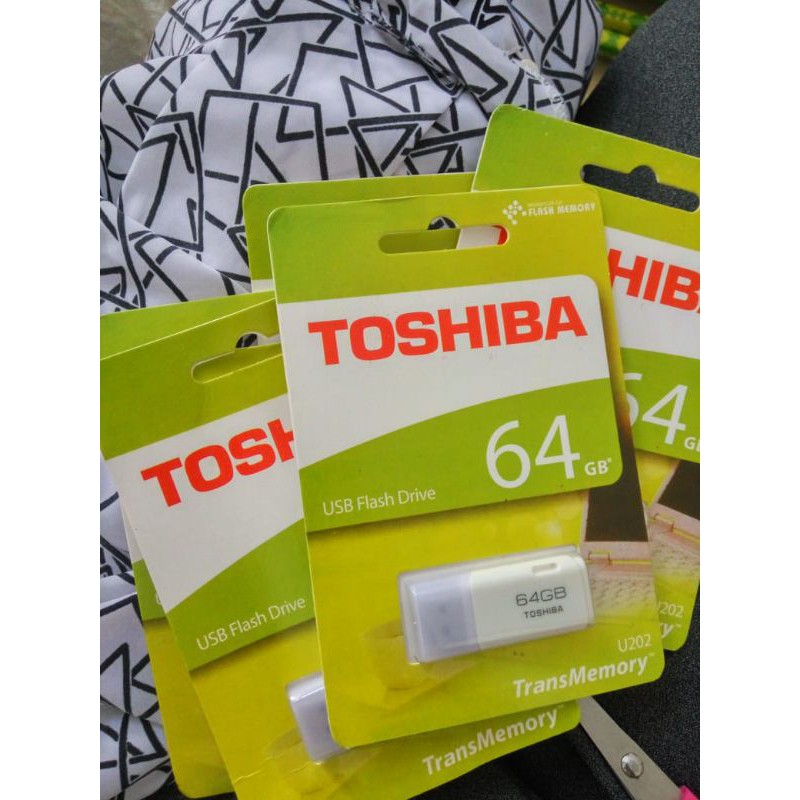 FLASH MEMORY
TOSHIBA
64 GB*
USB Flash Drive
64GB
TOSHIBA
U202
TransMemory™
TOSH
USB Flash Drive
TransMemory™
HIB
64 GB
U202